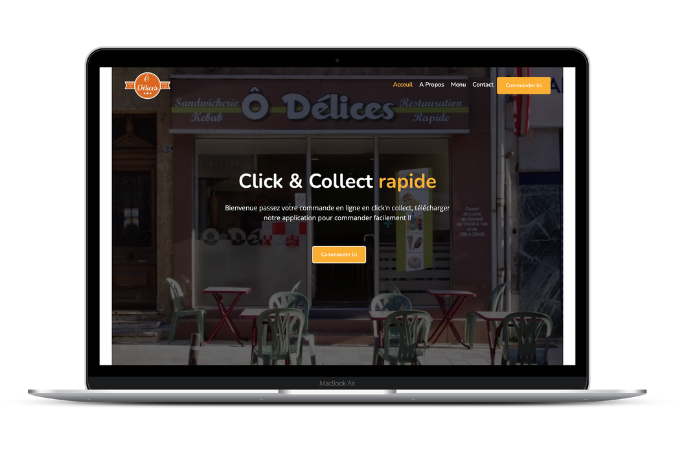 Ô
Délices
Accueil A Propos Menu Contact Commander ici
Sandwicherie Ô Délices Restauration
Kebab Rapide
Click & Collect rapide
Bienvenue passez votre commande en ligne en click'n collect, télécharger
notre application pour commander facilement !!
Commander ici
MacBook Air